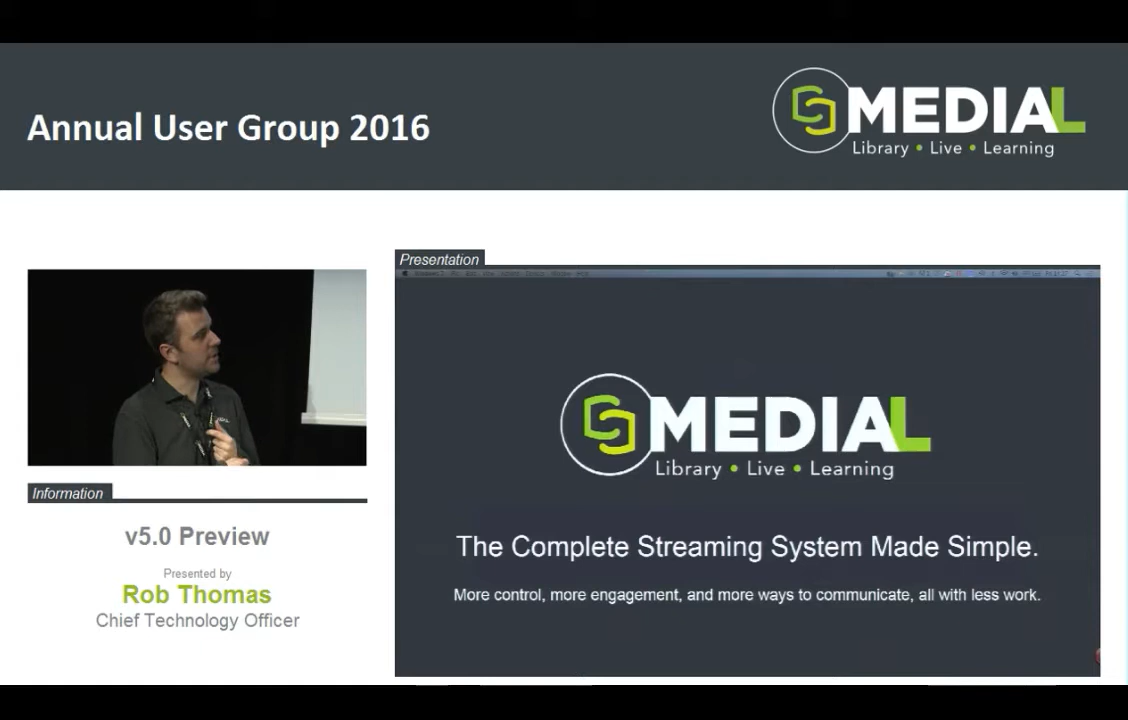 Annual User Group 2016
MEDIAL
Library • Live • Learning
Presentation
MEDIAL
Library • Live • Learning
The Complete Streaming System Made Simple.
More control, more engagement, and more ways to communicate, all with less work.
Information
v5.0 Preview
Presented by
Rob Thomas
Chief Technology Officer